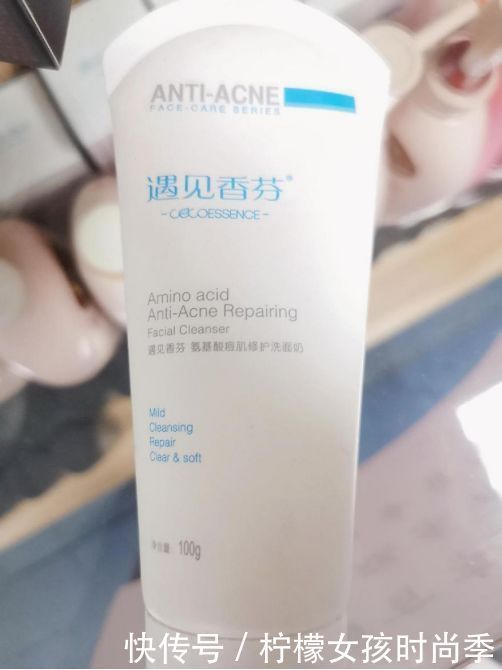 ANTI-ACNE
FACE-CARE SERIES
遇见香芬®
-COCOESSENCE-
Amino acid
Anti-Acne Repairing
Facial Cleanser
遇见香芬 氨基酸痘肌修护洗面奶
Mild
Cleansing
Repair
Clear & soft
净含量: 100g
快传号 / 柠檬女孩时尚季